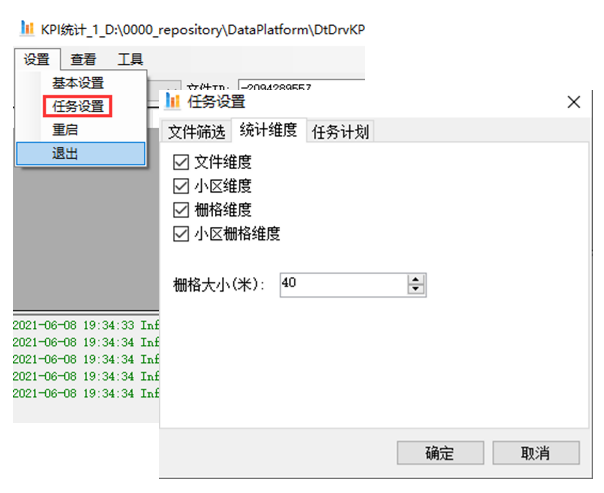 KPI统计_1_D:\0000_repository\DataPlatform\DtDrvKP
设置 查看 工具
基本设置
任务设置
重启
退出
文件ID: -2094289557
任务设置
文件筛选 统计维度 任务计划
文件维度
小区维度
栅格维度
小区栅格维度
栅格大小(米): 40
2021-06-08 19:34:33 Inf
2021-06-08 19:34:34 Inf
2021-06-08 19:34:34 Inf
2021-06-08 19:34:34 Inf
2021-06-08 19:34:34 Inf
确定 取消